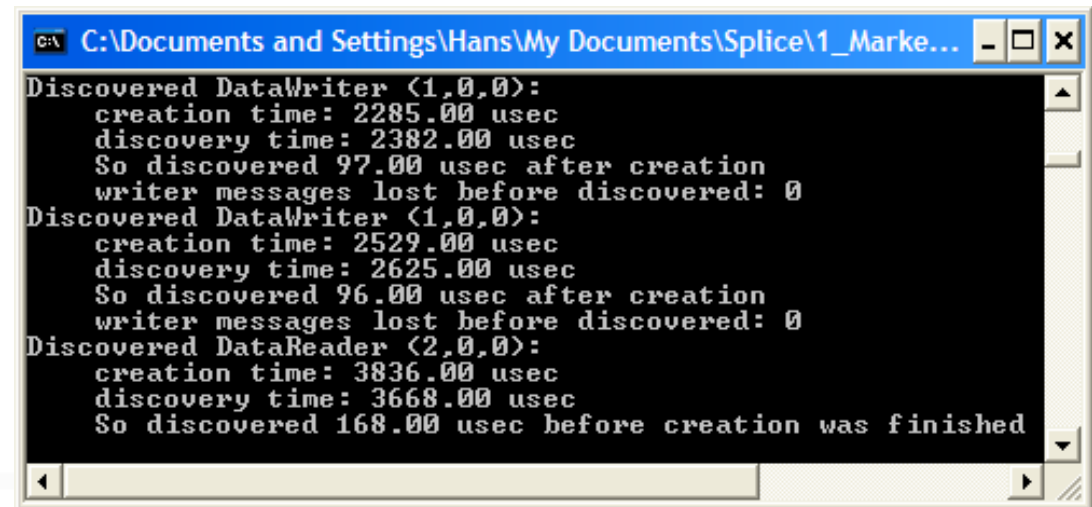 C:\Documents and Settings\Hans\My Documents\Splice\1_Marke...
Discovered DataWriter (1,0,0):
creation time: 2285.00 usec
discovery time: 2382.00 usec
So discovered 97.00 usec after creation
writer messages lost before discovered: 0
Discovered DataWriter (1,0,0):
creation time: 2529.00 usec
discovery time: 2625.00 usec
So discovered 96.00 usec after creation
writer messages lost before discovered: 0
Discovered DataReader (2,0,0):
creation time: 3836.00 usec
discovery time: 3668.00 usec
So discovered 168.00 usec before creation was finished